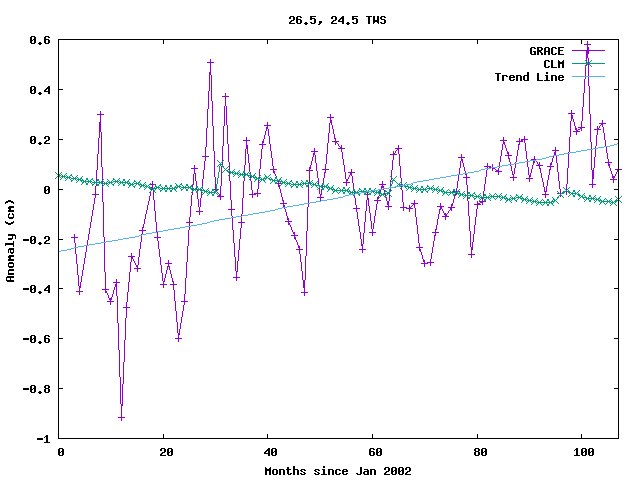 26.5, 24.5 TWS
GRACE
CLM
Trend Line
0.6
0.4
0.2
0
-0.2
-0.4
-0.6
-0.8
-1
Anomaly (cm)
0 20 40 60 80 100
Months since Jan 2002